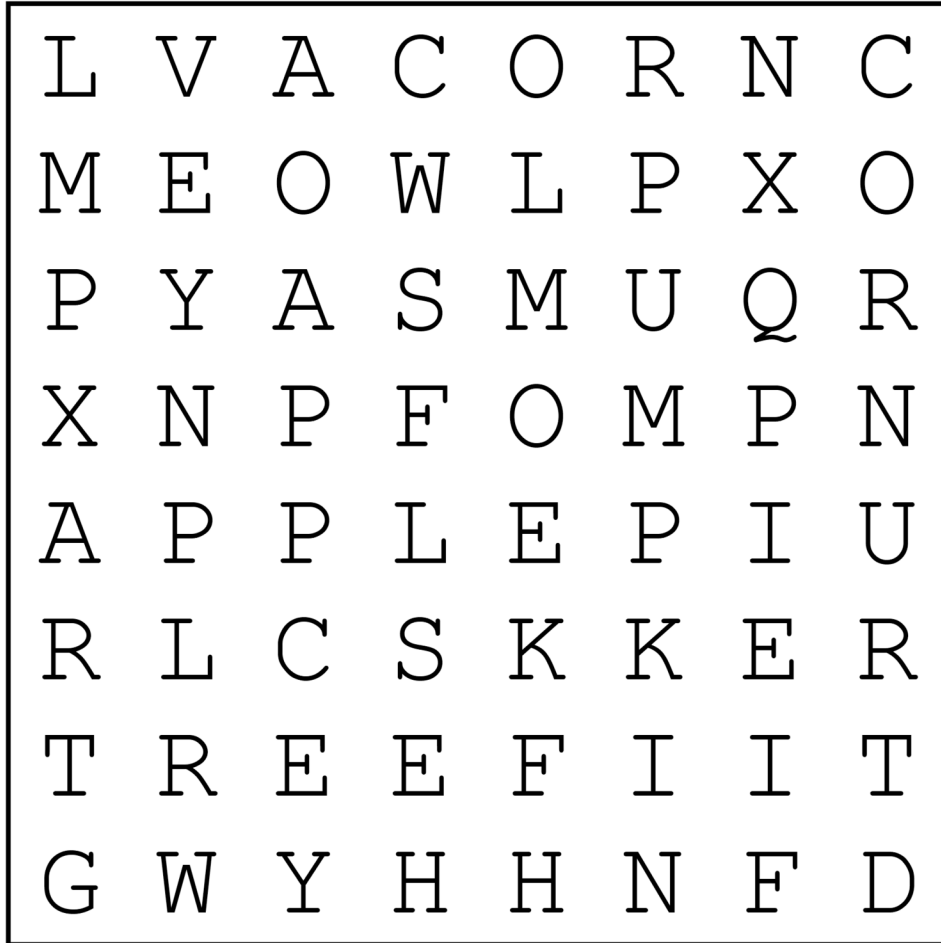 L V A C O R N C
M E O W L P X O
P Y A S M U Q R
X N P F O M P N
A P P L E P I U
R L C S K K E R
T R E E F I I T
G W Y H H N F D